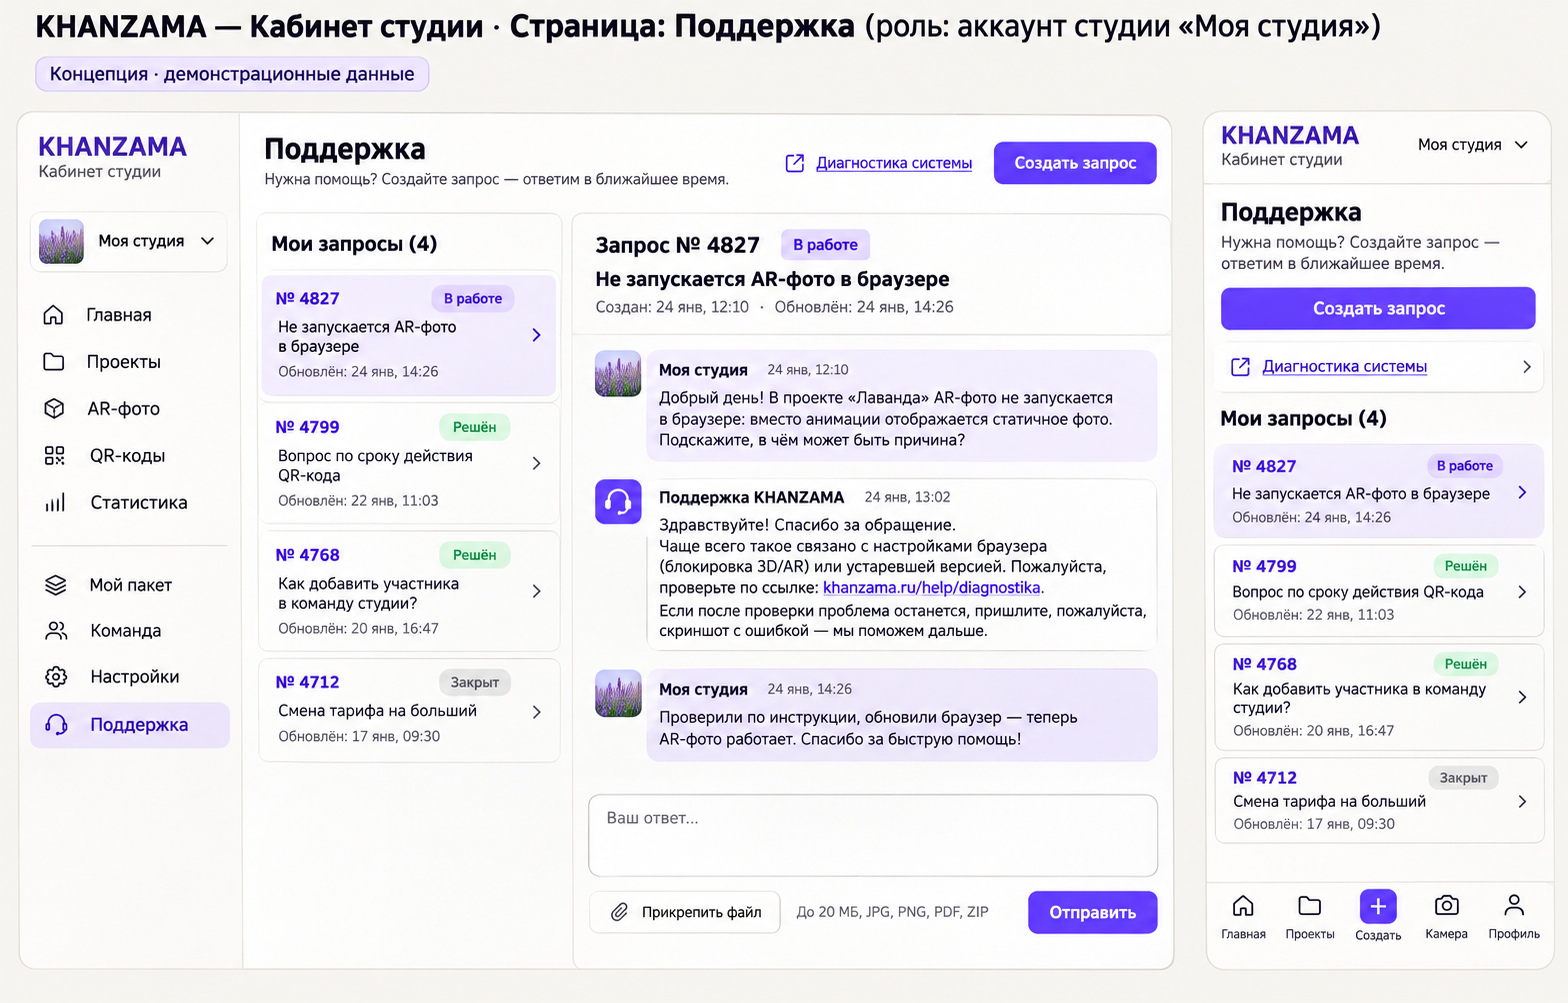 KHANZAMA — Кабинет студии · Страница: Поддержка (роль: аккаунт студии «Моя студия»)
Концепция · демонстрационные данные
KHANZAMA
Кабинет студии
Моя студия
Главная
Проекты
AR-фото
QR-коды
Статистика
Мой пакет
Команда
Настройки
Поддержка
Поддержка
Нужна помощь? Создайте запрос — ответим в ближайшее время.
Диагностика системы
Создать запрос
Мои запросы (4)
№ 4827
В работе
Не запускается AR-фото
в браузере
Обновлён: 24 янв, 14:26
№ 4799
Решён
Вопрос по сроку действия
QR-кода
Обновлён: 22 янв, 11:03
№ 4768
Решён
Как добавить участника
в команду студии?
Обновлён: 20 янв, 16:47
№ 4712
Закрыт
Смена тарифа на больший
Обновлён: 17 янв, 09:30
Запрос № 4827
В работе
Не запускается AR-фото в браузере
Создан: 24 янв, 12:10 · Обновлён: 24 янв, 14:26
Моя студия 24 янв, 12:10
Добрый день! В проекте «Лаванда» AR-фото не запускается
в браузере: вместо анимации отображается статичное фото.
Подскажите, в чём может быть причина?
Поддержка KHANZAMA 24 янв, 13:02
Здравствуйте! Спасибо за обращение.
Чаще всего такое связано с настройками браузера
(блокировка 3D/AR) или устаревшей версией. Пожалуйста,
проверьте по ссылке: khanzama.ru/help/diagnostika.
Если после проверки проблема останется, пришлите, пожалуйста,
скриншот с ошибкой — мы поможем дальше.
Моя студия 24 янв, 14:26
Проверили по инструкции, обновили браузер — теперь
AR-фото работает. Спасибо за быструю помощь!
Ваш ответ...
Прикрепить файл
До 20 МБ, JPG, PNG, PDF, ZIP
Отправить
KHANZAMA
Кабинет студии
Моя студия
Поддержка
Нужна помощь? Создайте запрос —
ответим в ближайшее время.
Создать запрос
Диагностика системы
Мои запросы (4)
№ 4827
В работе
Не запускается AR-фото в браузере
Обновлён: 24 янв, 14:26
№ 4799
Решён
Вопрос по сроку действия QR-кода
Обновлён: 22 янв, 11:03
№ 4768
Решён
Как добавить участника в команду
студии?
Обновлён: 20 янв, 16:47
№ 4712
Закрыт
Смена тарифа на больший
Обновлён: 17 янв, 09:30
Главная
Проекты
Создать
Камера
Профиль